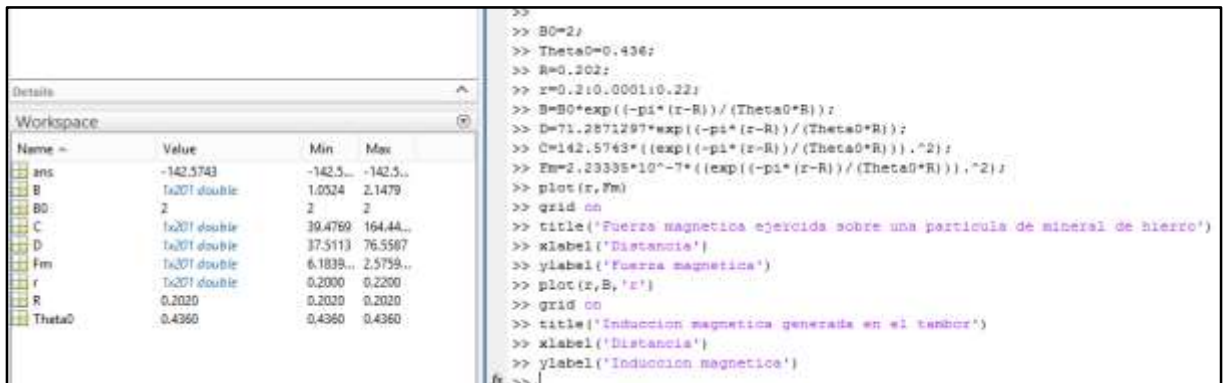 Details
Workspace
Name Value Min Max
ans -142.5743 -142.5... -142.5...
B 1x201 double 1.0524 2.1479
B0 2 2 2
C 1x201 double 39.4769 164.44...
D 1x201 double 37.5113 76.5587
Fm 1x201 double 6.1839... 2.5759...
r 1x201 double 0.2000 0.2200
R 0.2020 0.2020 0.2020
Theta0 0.4360 0.4360 0.4360
>>
>> B0=2;
>> Theta0=0.436;
>> R=0.202;
>> r=0.2:0.0001:0.22;
>> B=B0*exp((-pi*(r-R))/(Theta0*R));
>> D=71.2871297*exp((-pi*(r-R))/(Theta0*R));
>> C=142.5743*((exp((-pi*(r-R))/(Theta0*R))).^2);
>> Fm=2.23335*10^-7*((exp((-pi*(r-R))/(Theta0*R))).^2);
>> plot(r,Fm)
>> grid on
>> title('Fuerza magnetica ejercida sobre una particula de mineral de hierro')
>> xlabel('Distancia')
>> ylabel('Fuerza magnetica')
>> plot(r,B,'r')
>> grid on
>> title('Induccion magnetica generada en el tambor')
>> xlabel('Distancia')
>> ylabel('Induccion magnetica')
fx >>